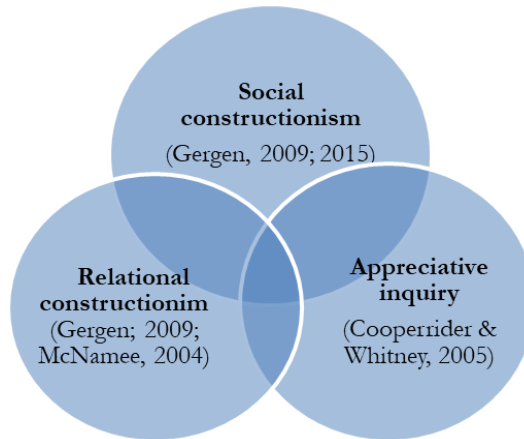 Social
constructionism
(Gergen, 2009; 2015)
Relational
constructionim
(Gergen; 2009;
McNamee, 2004)
Appreciative
inquiry
(Cooperrider &
Whitney, 2005)